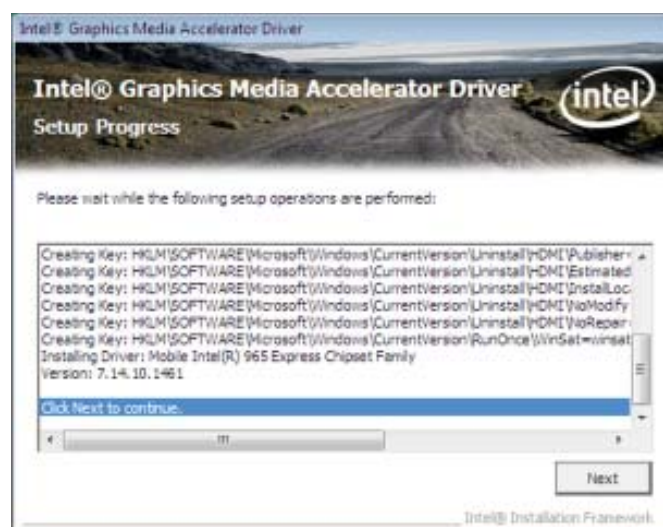 Intel® Graphics Media Accelerator Driver
Intel® Graphics Media Accelerator Driver
intel
Setup Progress
Please wait while the following setup operations are performed:
Creating Key: HKLM\SOFTWARE\Microsoft\Windows\CurrentVersion\Uninstall\HDMI\Publisher=
Creating Key: HKLM\SOFTWARE\Microsoft\Windows\CurrentVersion\Uninstall\HDMI\Estimated
Creating Key: HKLM\SOFTWARE\Microsoft\Windows\CurrentVersion\Uninstall\HDMI\InstallLoc
Creating Key: HKLM\SOFTWARE\Microsoft\Windows\CurrentVersion\Uninstall\HDMI\NoModify
Creating Key: HKLM\SOFTWARE\Microsoft\Windows\CurrentVersion\Uninstall\HDMI\NoRepair=
Creating Key: HKLM\SOFTWARE\Microsoft\Windows\CurrentVersion\RunOnce\WinSat=winsat
Installing Driver: Mobile Intel(R) 965 Express Chipset Family
Version: 7.14.10.1461
Click Next to continue.
Next
Intel® Installation Framework